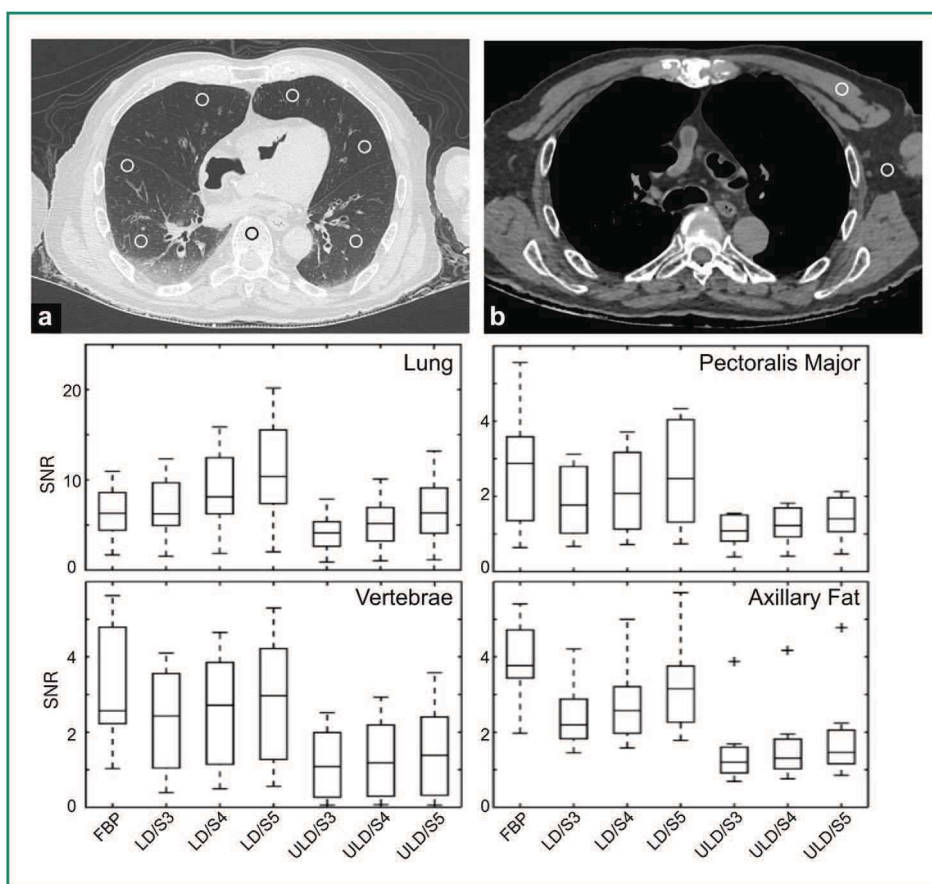 a
b
Lung
Pectoralis Major
SNR
20
10
0
4
2
0
Vertebrae
Axillary Fat
SNR
4
2
0
4
2
0
FBP
LD/S3
LD/S4
LD/S5
ULD/S3
ULD/S4
ULD/S5
FBP
LD/S3
LD/S4
LD/S5
ULD/S3
ULD/S4
ULD/S5